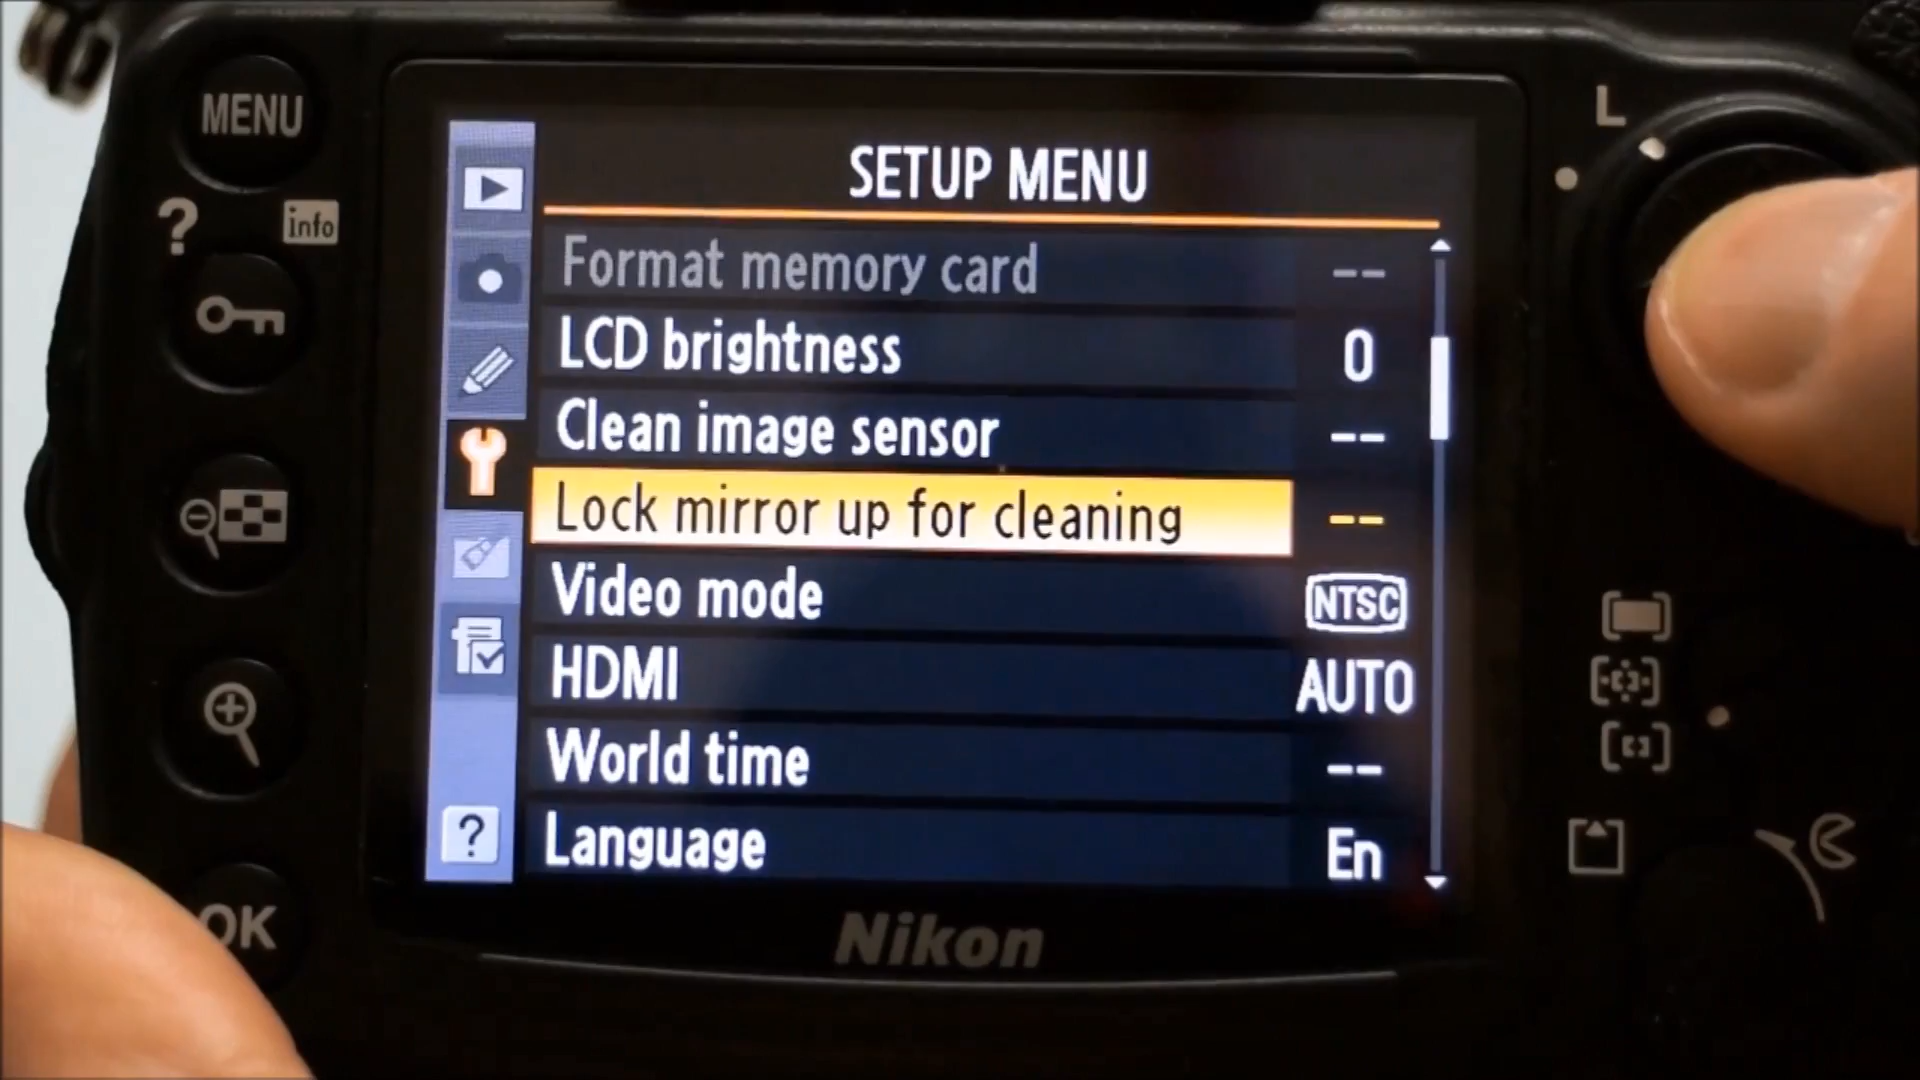 MENU
L
? info
SETUP MENU
Format memory card --
LCD brightness 0
Clean image sensor --
Lock mirror up for cleaning --
Video mode NTSC
HDMI AUTO
World time --
? Language En
OK
Nikon